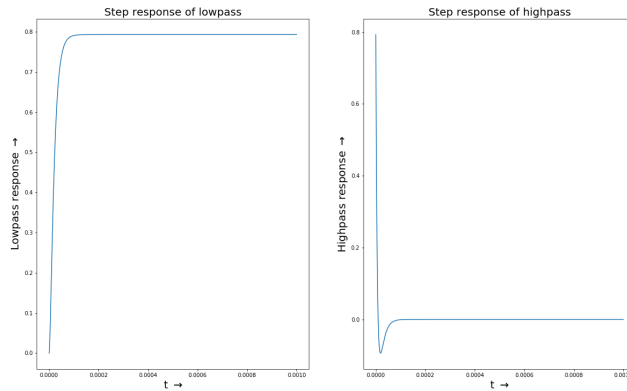 Step response of lowpass
Lowpass response →
0.8
0.7
0.6
0.5
0.4
0.3
0.2
0.1
0.0
0.0000 0.0002 0.0004 0.0006 0.0008 0.0010
t →
Step response of highpass
Highpass response →
0.8
0.6
0.4
0.2
0.0
0.0000 0.0002 0.0004 0.0006 0.0008
t →